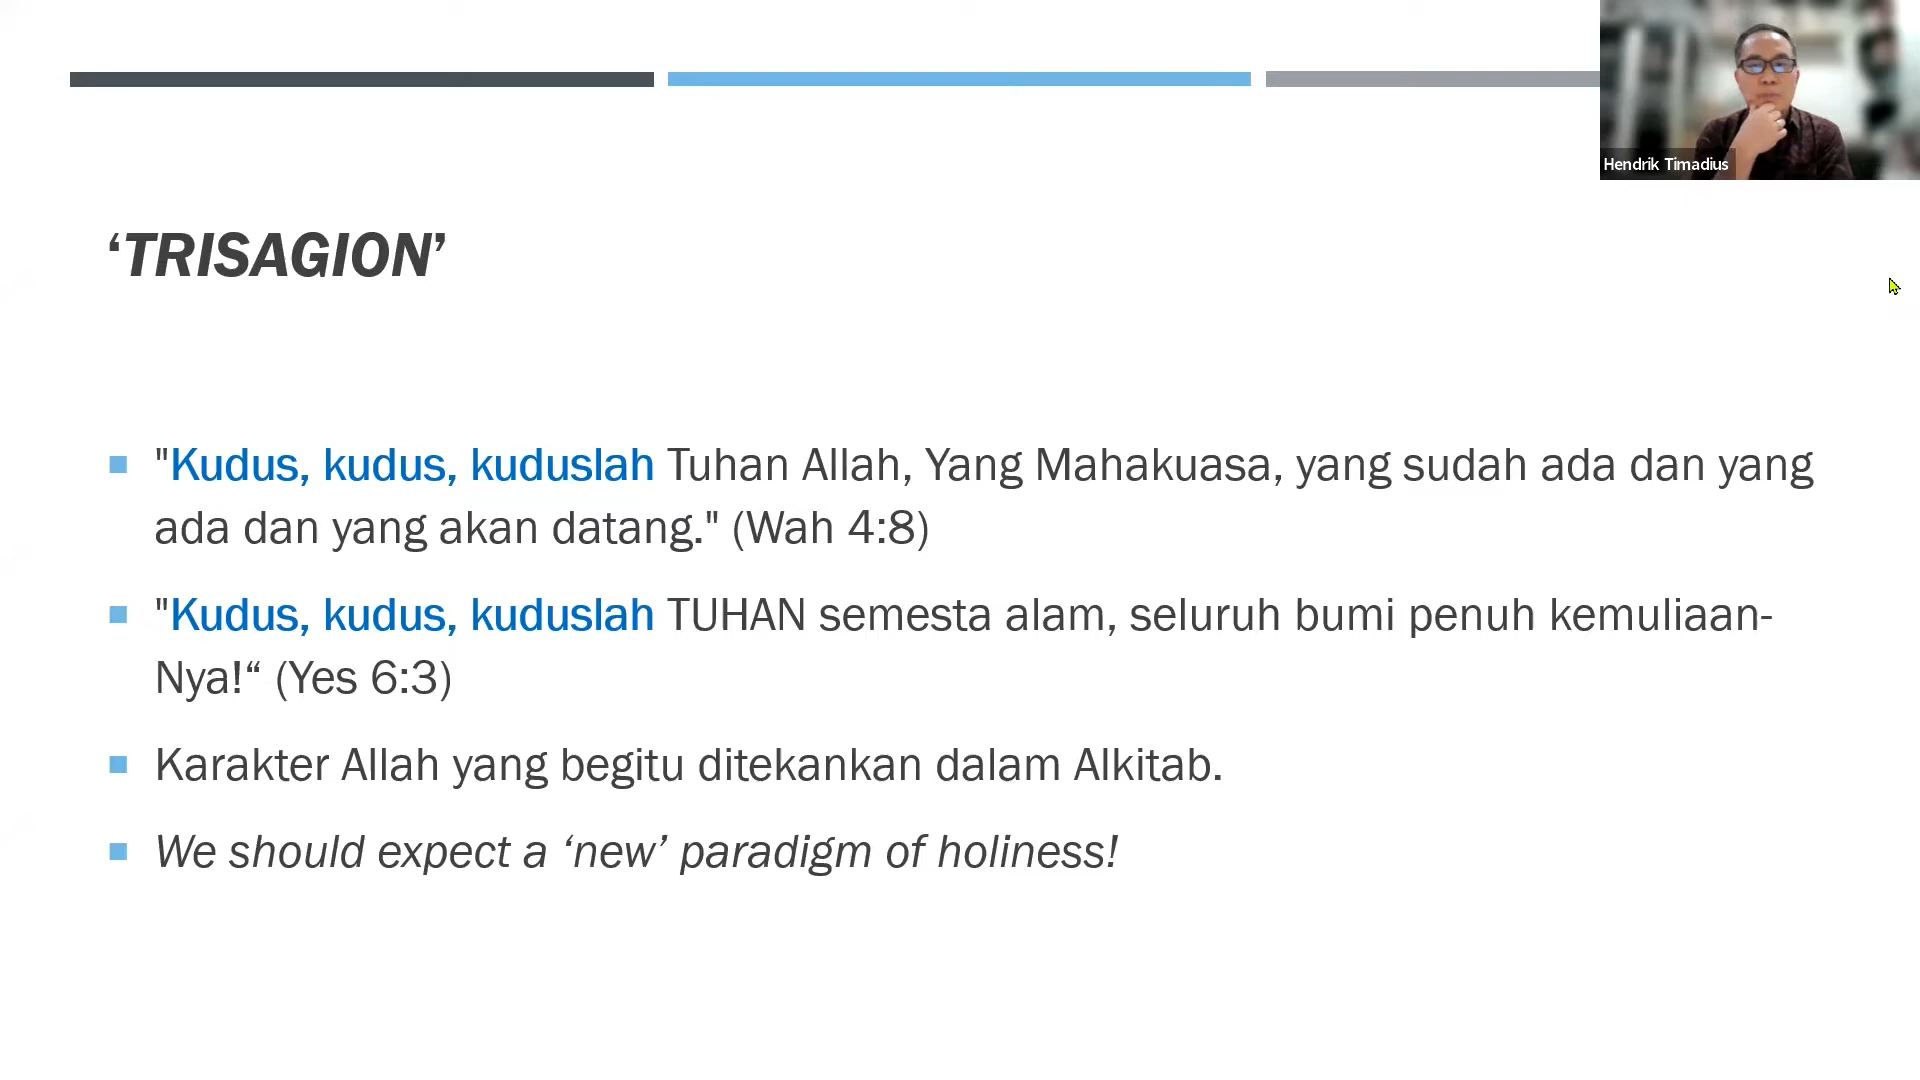 Hendrik Timadius
‘TRISAGION’
"Kudus, kudus, kuduslah Tuhan Allah, Yang Mahakuasa, yang sudah ada dan yang
ada dan yang akan datang." (Wah 4:8)
"Kudus, kudus, kuduslah TUHAN semesta alam, seluruh bumi penuh kemuliaan-
Nya!“ (Yes 6:3)
Karakter Allah yang begitu ditekankan dalam Alkitab.
We should expect a ‘new’ paradigm of holiness!